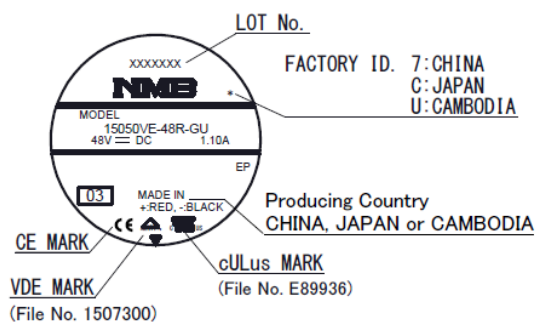 LOT No.
XXXXXXX
NMB
*
FACTORY ID. 7:CHINA
C:JAPAN
U:CAMBODIA
MODEL
15050VE-48R-GU
48V DC 1.10A
EP
03
MADE IN
+:RED, -:BLACK
Producing Country
CHINA, JAPAN or CAMBODIA
CE
CE MARK
cULus MARK
(File No. E89936)
VDE MARK
(File No. 1507300)